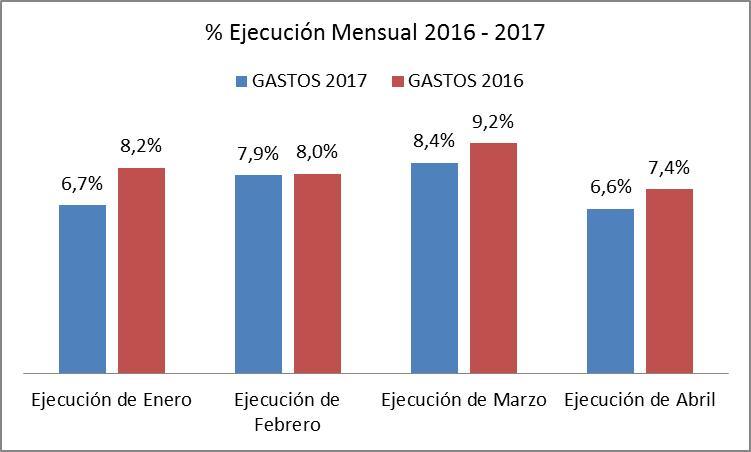 % Ejecución Mensual 2016 - 2017
GASTOS 2017 GASTOS 2016
6,7% 8,2% 7,9% 8,0% 8,4% 9,2% 6,6% 7,4%
Ejecución de Enero Ejecución de Ejecución de Marzo Ejecución de Abril
Febrero